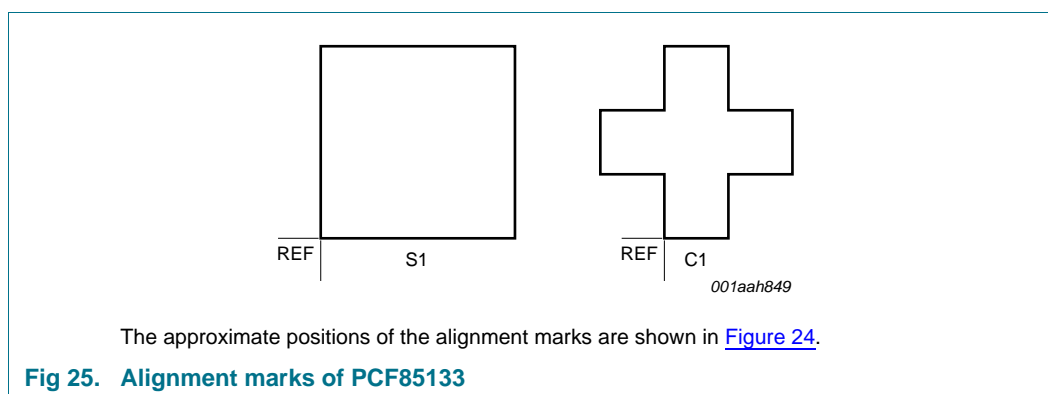 REF
S1
REF
C1
001aah849
The approximate positions of the alignment marks are shown in Figure 24.
Fig 25. Alignment marks of PCF85133